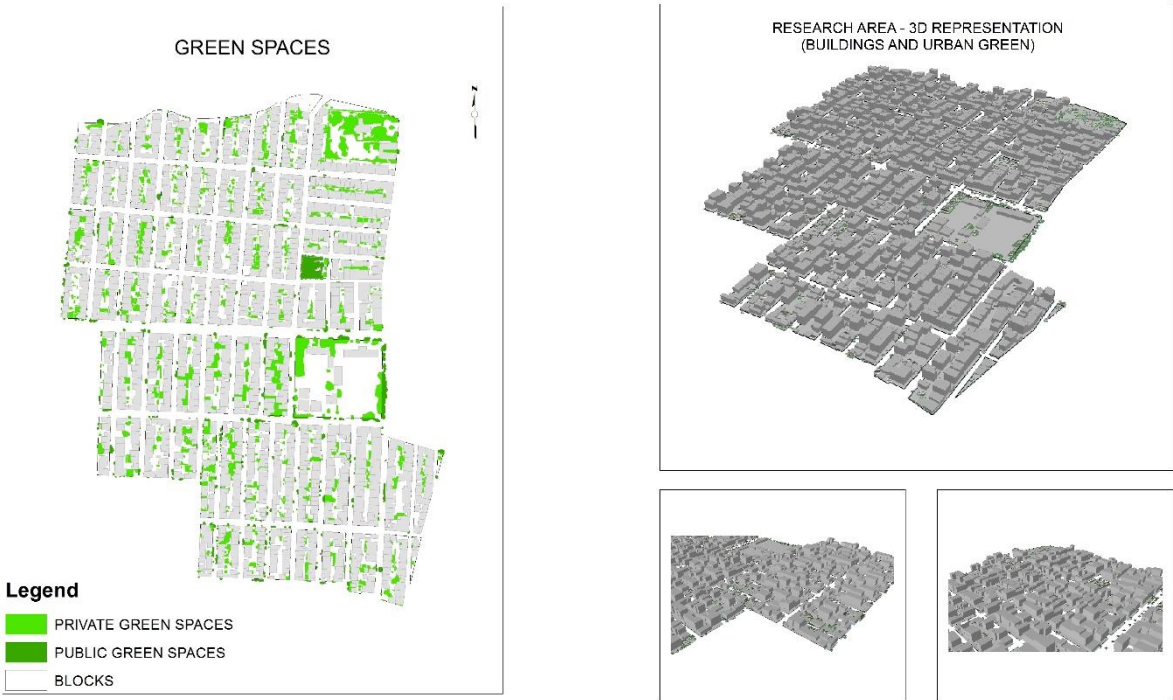 GREEN SPACES
N
Legend
PRIVATE GREEN SPACES
PUBLIC GREEN SPACES
BLOCKS
RESEARCH AREA - 3D REPRESENTATION
(BUILDINGS AND URBAN GREEN)